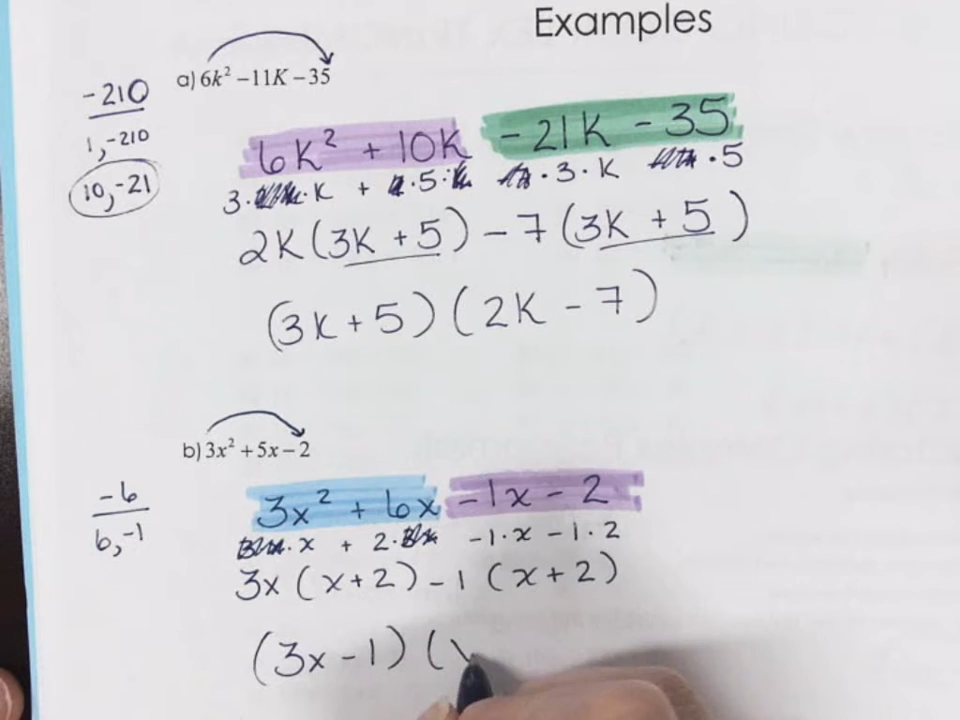 Examples
a) 6k² – 11K – 35
-210
1, -210
10, -21
6K² + 10K - 21K - 35
3 · K + · 5 · · 3 · K · 5
2K (3K + 5) - 7 (3K + 5)
(3K + 5) (2K - 7)
b) 3x² + 5x – 2
-6
6, -1
3x² + 6x - 1x - 2
· x + 2 · -1 · x - 1 · 2
3x (x + 2) - 1 (x + 2)
(3x - 1) (